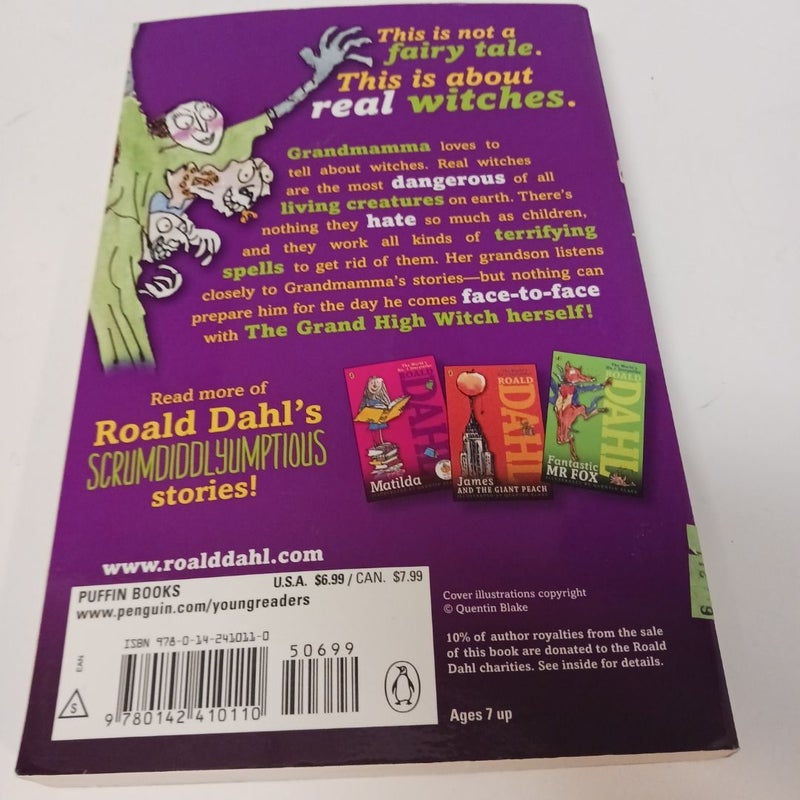 This is not a
fairy tale.
This is about
real witches.
Grandmamma loves to
tell about witches. Real witches
are the most dangerous of all
living creatures on earth. There's
nothing they hate so much as children,
and they work all kinds of terrifying
spells to get rid of them. Her grandson listens
closely to Grandmamma's stories—but nothing can
prepare him for the day he comes face-to-face
with The Grand High Witch herself!
Read more of
Roald Dahl's
SCRUMDIDDLYUMPTIOUS
stories!
ROALD
DAHL
Matilda
ROALD
DAHL
James
AND THE GIANT PEACH
ROALD
DAHL
Fantastic
MR FOX
www.roalddahl.com
PUFFIN BOOKS
U.S.A. $6.99 / CAN. $7.99
www.penguin.com/youngreaders
ISBN 978-0-14-241011-0
50699
EAN
S
9 780142 410110
Cover illustrations copyright
© Quentin Blake
10% of author royalties from the sale
of this book are donated to the Roald
Dahl charities. See inside for details.
Ages 7 up